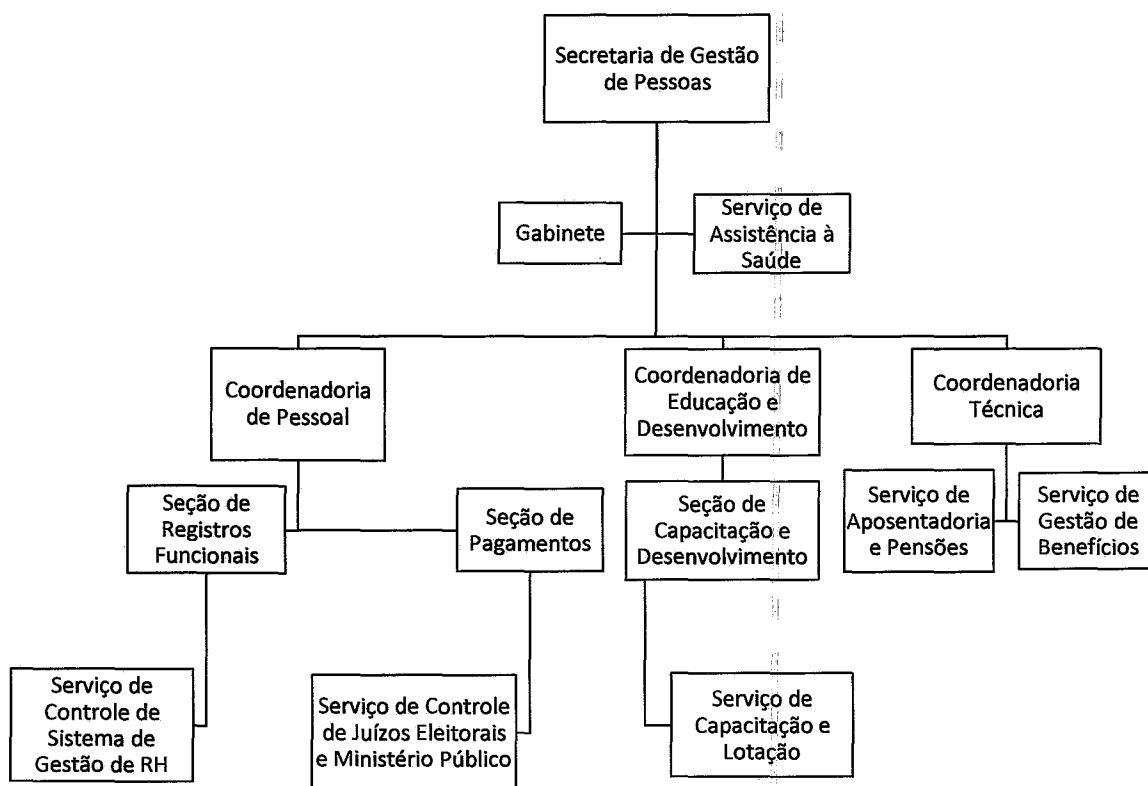 Secretaria de Gestão
de Pessoas
Gabinete
Serviço de
Assistência à
Saúde
Coordenadoria
de Pessoal
Coordenadoria de
Educação e
Desenvolvimento
Coordenadoria
Técnica
Seção de
Registros
Funcionais
Seção de
Pagamentos
Seção de
Capacitação e
Desenvolvimento
Serviço de
Aposentadoria
e Pensões
Serviço de
Gestão de
Benefícios
Serviço de
Controle de
Sistema de
Gestão de RH
Serviço de Controle
de Juízos Eleitorais
e Ministério Público
Serviço de
Capacitação e
Lotação